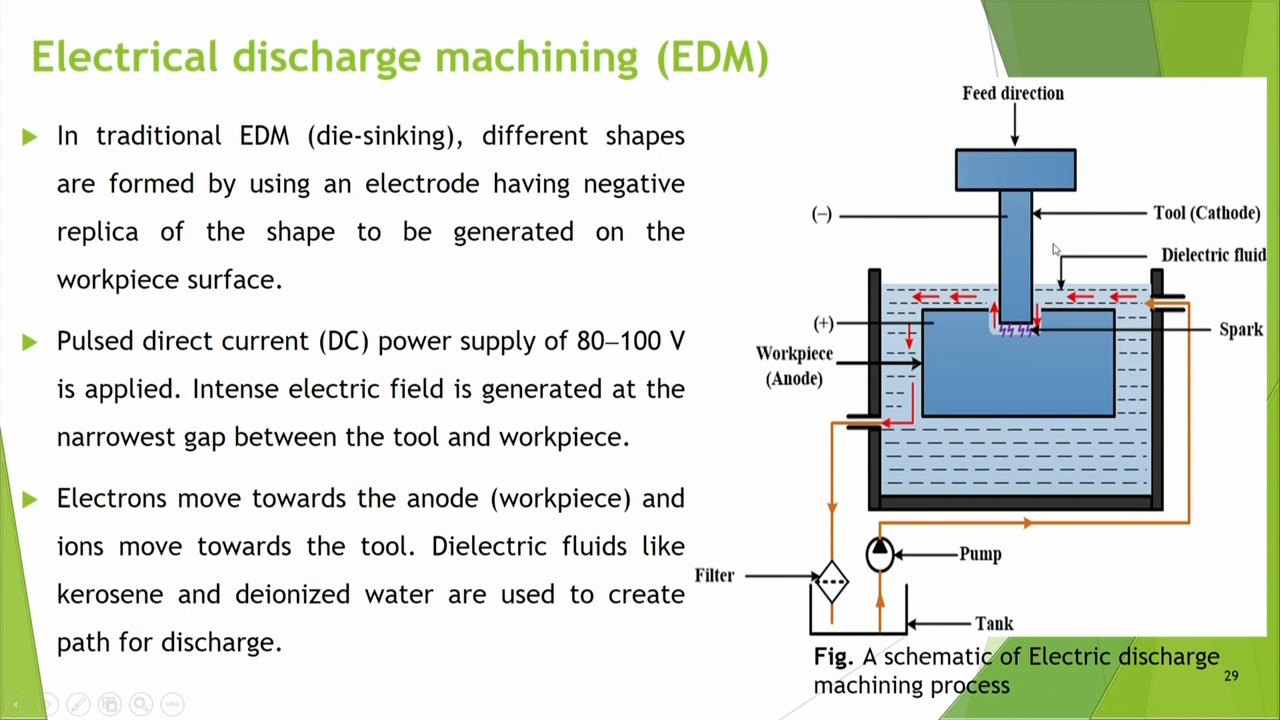 Electrical discharge machining (EDM)
In traditional EDM (die-sinking), different shapes
are formed by using an electrode having negative
replica of the shape to be generated on the
workpiece surface.
Pulsed direct current (DC) power supply of 80–100 V
is applied. Intense electric field is generated at the
narrowest gap between the tool and workpiece.
Electrons move towards the anode (workpiece) and
ions move towards the tool. Dielectric fluids like
kerosene and deionized water are used to create
path for discharge.
Feed direction
(–)
Tool (Cathode)
Dielectric fluid
(+)
Spark
Workpiece
(Anode)
Pump
Filter
Tank
Fig. A schematic of Electric discharge
machining process
29